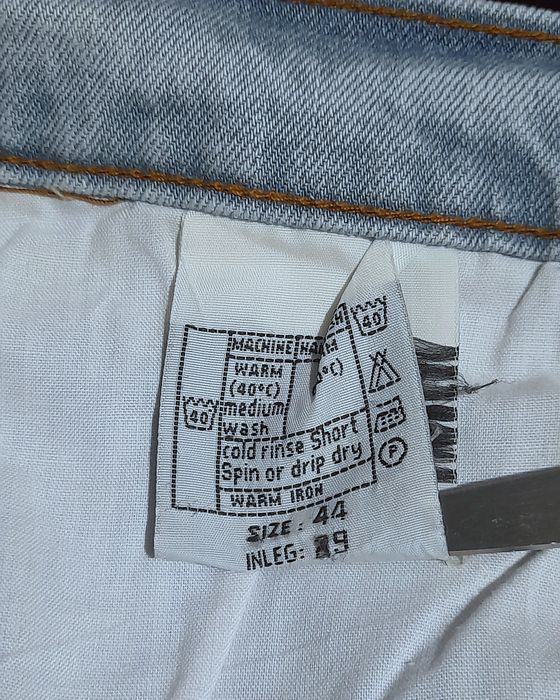 MACHINE
WARM
(40°C)
40
40 medium
wash
cold rinse Short
Spin or drip dry
P
WARM IRON
SIZE: 44
INLEG: